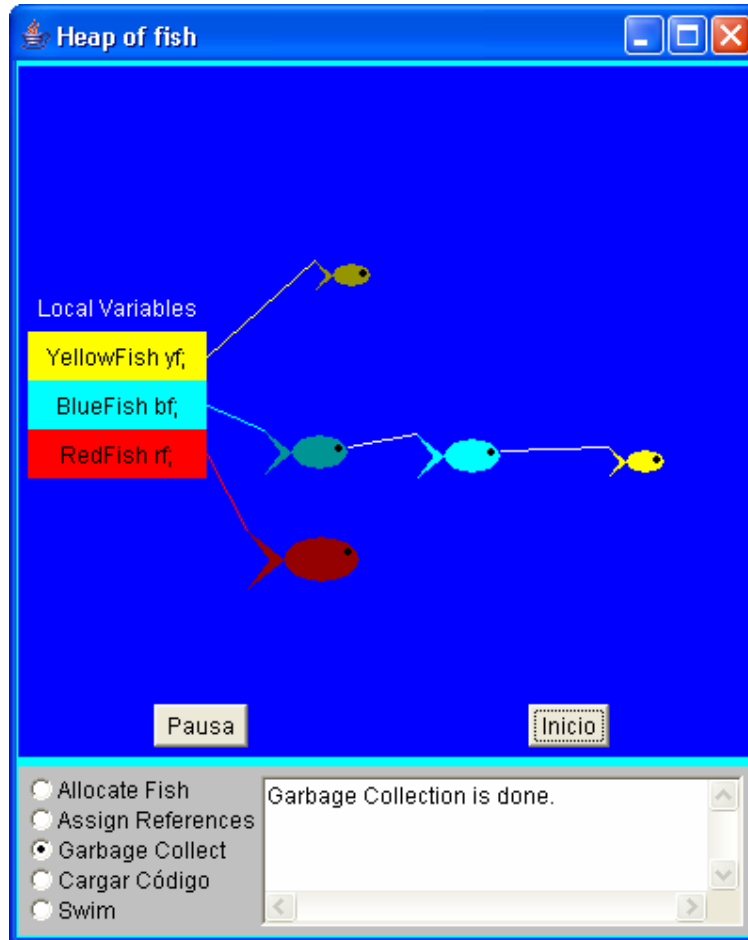 Heap of fish
Local Variables
YellowFish yf;
BlueFish bf;
RedFish rf;
Pausa
Inicio
Allocate Fish
Assign References
Garbage Collect
Cargar Código
Swim
Garbage Collection is done.